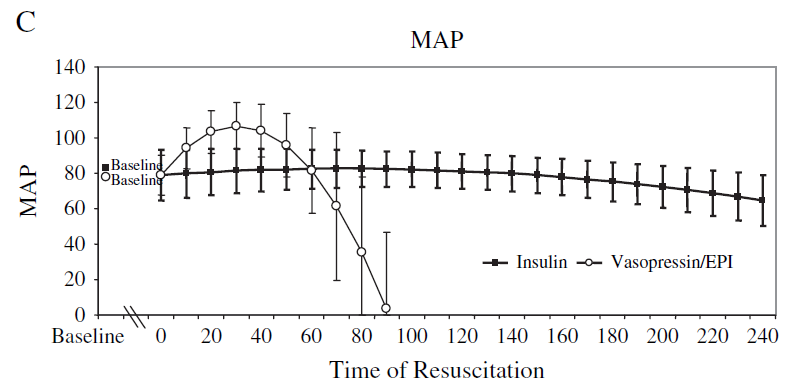 C
MAP
MAP
140
120
100
80
60
40
20
0
Baseline
Baseline
Insulin Vasopressin/EPI
Baseline 0 20 40 60 80 100 120 140 160 180 200 220 240
Time of Resuscitation